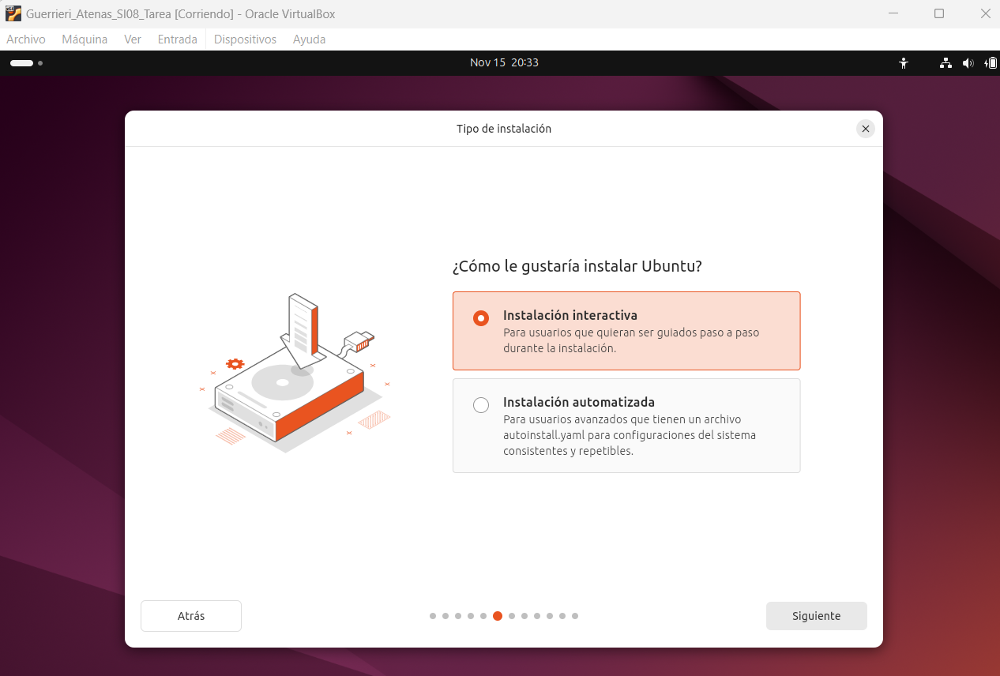 Guerrieri_Atenas_SI08_Tarea [Corriendo] - Oracle VirtualBox
Archivo Máquina Ver Entrada Dispositivos Ayuda
Nov 15 20:33
Tipo de instalación
¿Cómo le gustaría instalar Ubuntu?
Instalación interactiva
Para usuarios que quieran ser guiados paso a paso
durante la instalación.
Instalación automatizada
Para usuarios avanzados que tienen un archivo
autoinstall.yaml para configuraciones del sistema
consistentes y repetibles.
Atrás
Siguiente